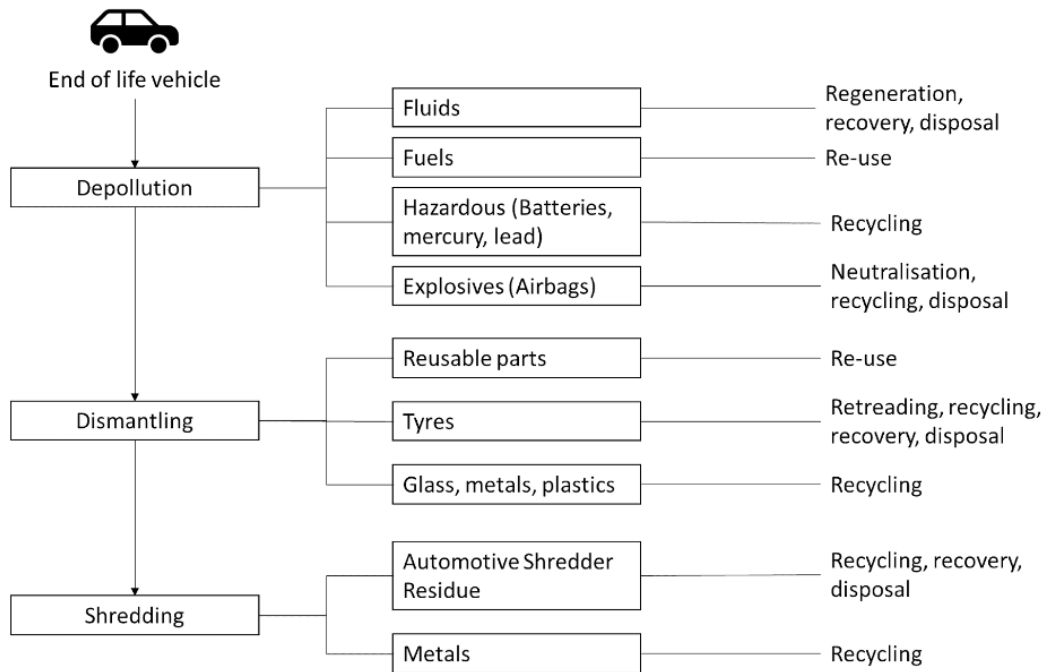 End of life vehicle
Depollution
Fluids
Regeneration,
recovery, disposal
Fuels
Re-use
Hazardous (Batteries,
mercury, lead)
Recycling
Explosives (Airbags)
Neutralisation,
recycling, disposal
Dismantling
Reusable parts
Re-use
Tyres
Retreading, recycling,
recovery, disposal
Glass, metals, plastics
Recycling
Shredding
Automotive Shredder
Residue
Recycling, recovery,
disposal
Metals
Recycling